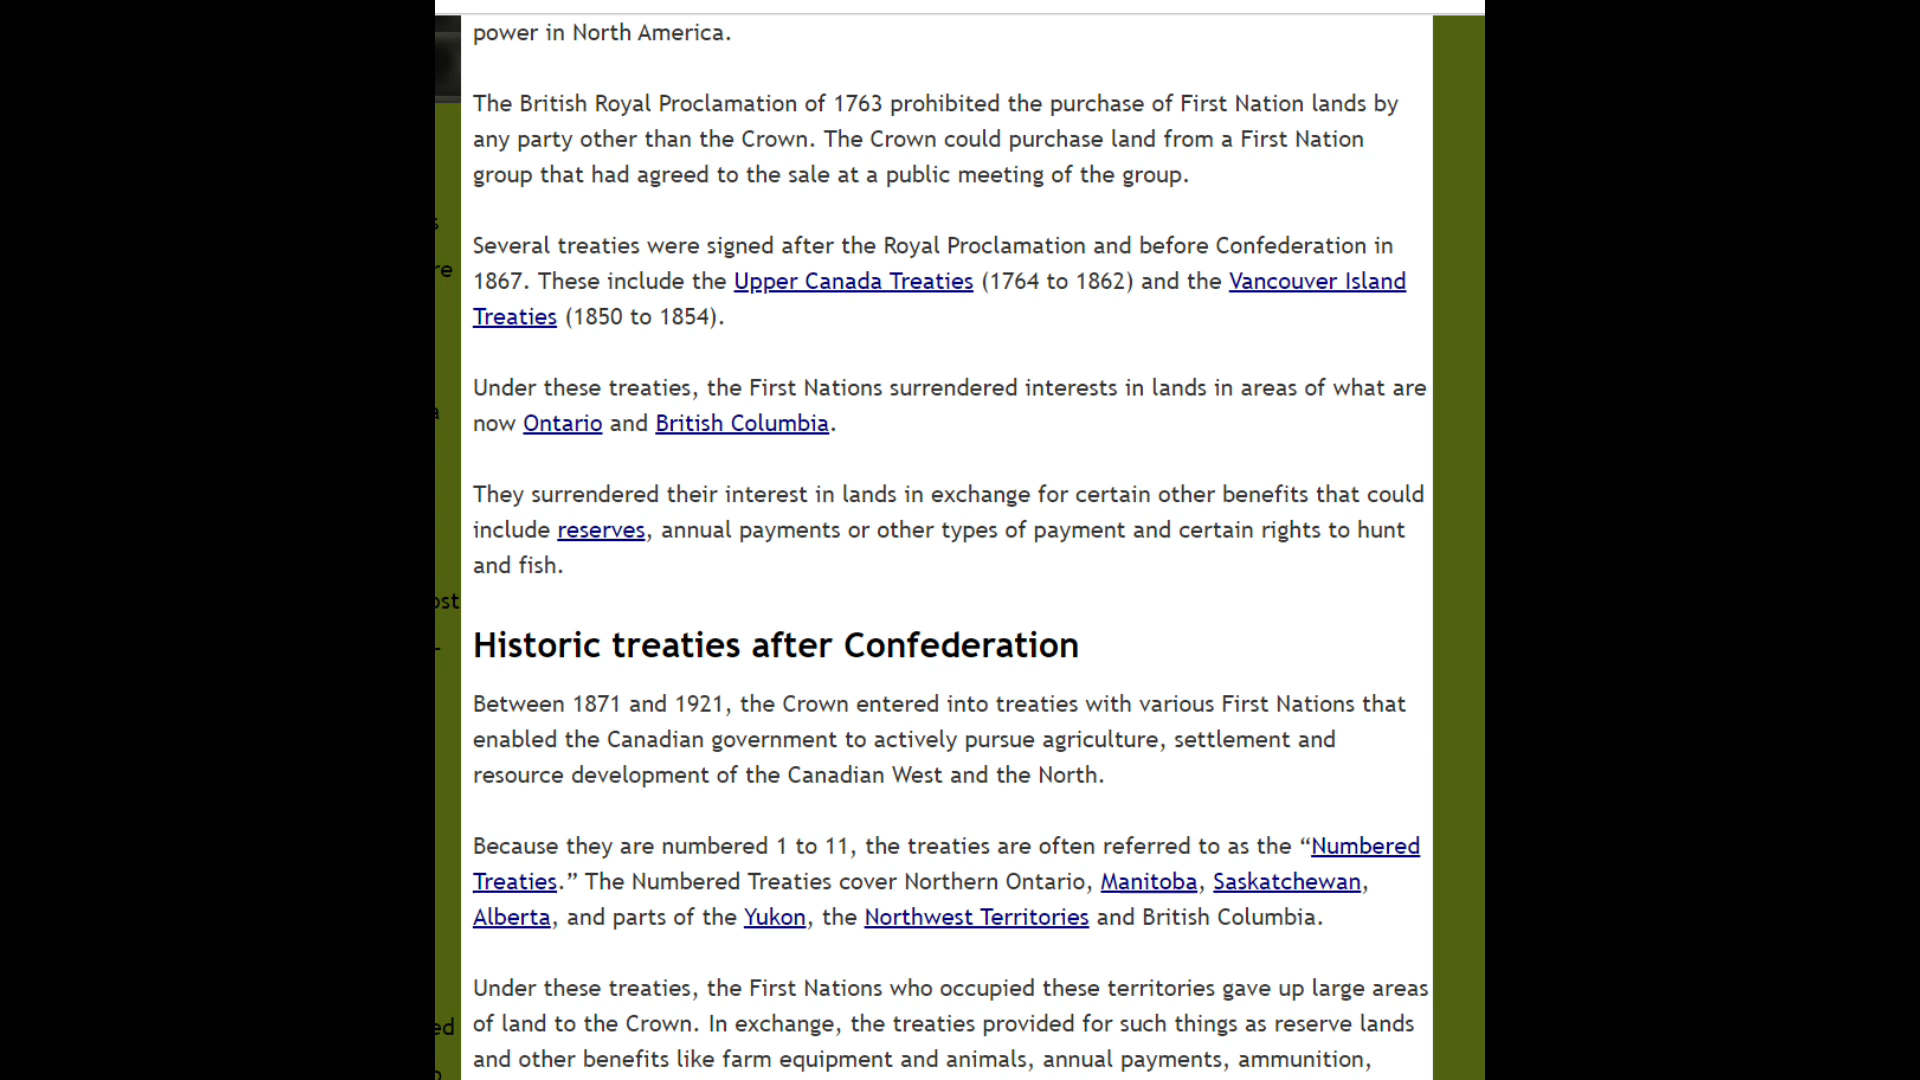 power in North America.
The British Royal Proclamation of 1763 prohibited the purchase of First Nation lands by
any party other than the Crown. The Crown could purchase land from a First Nation
group that had agreed to the sale at a public meeting of the group.
Several treaties were signed after the Royal Proclamation and before Confederation in
1867. These include the Upper Canada Treaties (1764 to 1862) and the Vancouver Island
Treaties (1850 to 1854).
Under these treaties, the First Nations surrendered interests in lands in areas of what are
now Ontario and British Columbia.
They surrendered their interest in lands in exchange for certain other benefits that could
include reserves, annual payments or other types of payment and certain rights to hunt
and fish.
Historic treaties after Confederation
Between 1871 and 1921, the Crown entered into treaties with various First Nations that
enabled the Canadian government to actively pursue agriculture, settlement and
resource development of the Canadian West and the North.
Because they are numbered 1 to 11, the treaties are often referred to as the “Numbered
Treaties.” The Numbered Treaties cover Northern Ontario, Manitoba, Saskatchewan,
Alberta, and parts of the Yukon, the Northwest Territories and British Columbia.
Under these treaties, the First Nations who occupied these territories gave up large areas
of land to the Crown. In exchange, the treaties provided for such things as reserve lands
and other benefits like farm equipment and animals, annual payments, ammunition,